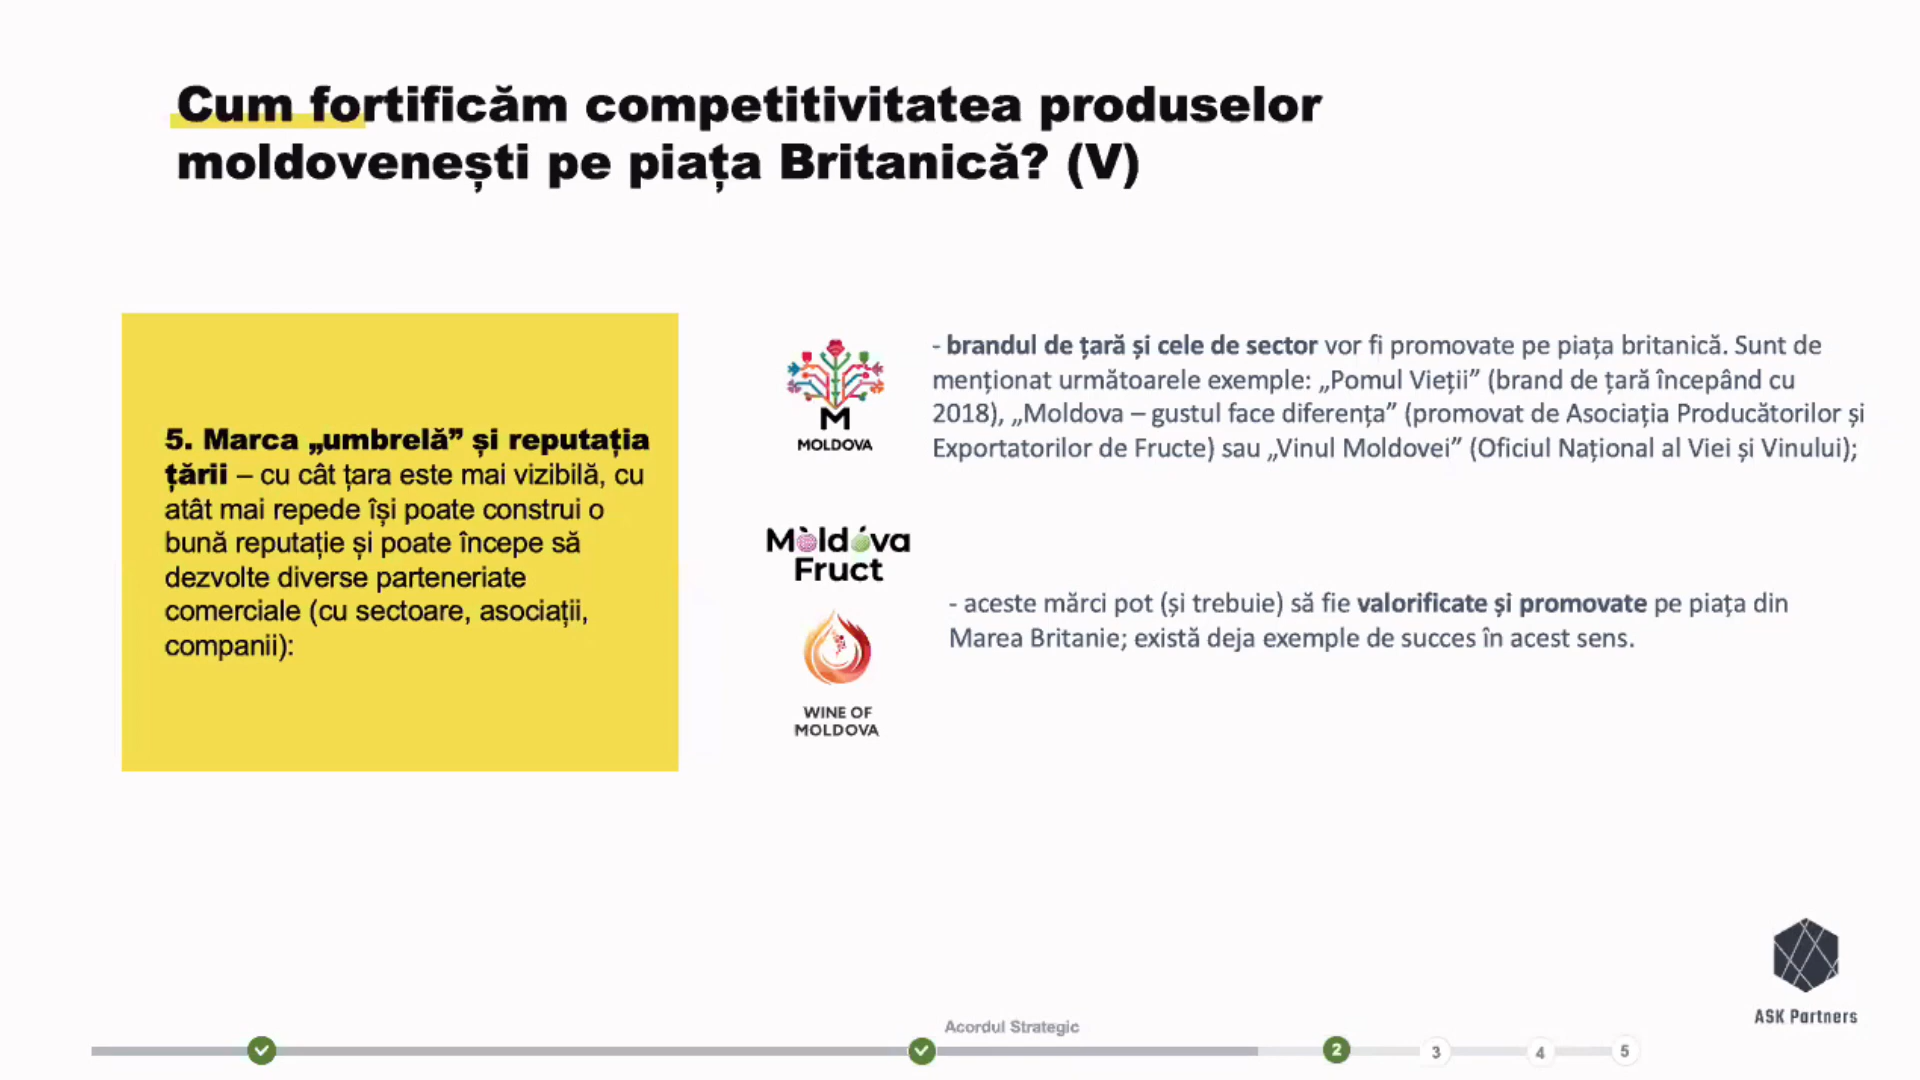 Cum fortificăm competitivitatea produselor
moldovenești pe piața Britanică? (V)
5. Marca „umbrelă” și reputația
țării – cu cât țara este mai vizibilă, cu
atât mai repede își poate construi o
bună reputație și poate începe să
dezvolte diverse parteneriate
comerciale (cu sectoare, asociații,
companii):
M
MOLDOVA
- brandul de țară și cele de sector vor fi promovate pe piața britanică. Sunt de
menționat următoarele exemple: „Pomul Vieții” (brand de țară începând cu
2018), „Moldova – gustul face diferența” (promovat de Asociația Producătorilor și
Exportatorilor de Fructe) sau „Vinul Moldovei” (Oficiul Național al Viei și Vinului);
Moldova
Fruct
- aceste mărci pot (și trebuie) să fie valorificate și promovate pe piața din
Marea Britanie; există deja exemple de succes în acest sens.
WINE OF
MOLDOVA
ASK Partners
Acordul Strategic
2 3 4 5